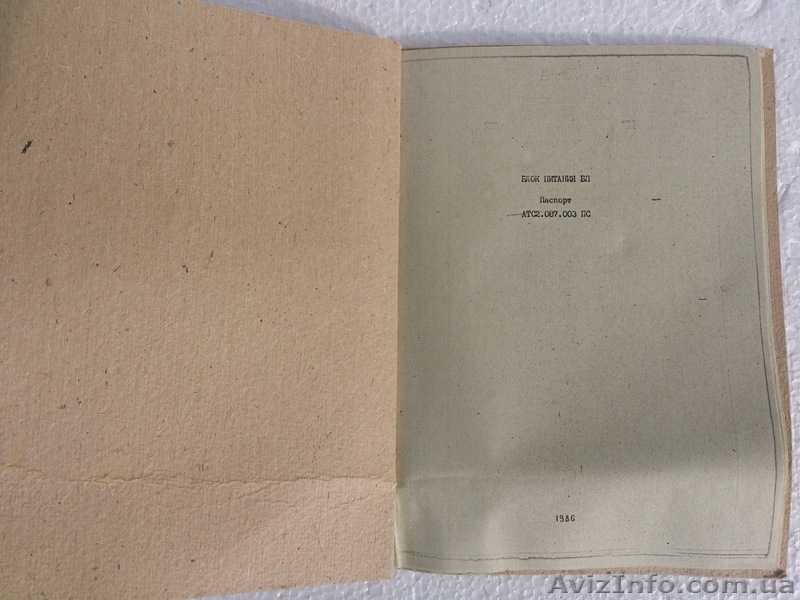 БЛОК ПИТАНИЯ БП
Паспорт
АТС2.087.003 ПС
1986
AvizInfo.com.ua